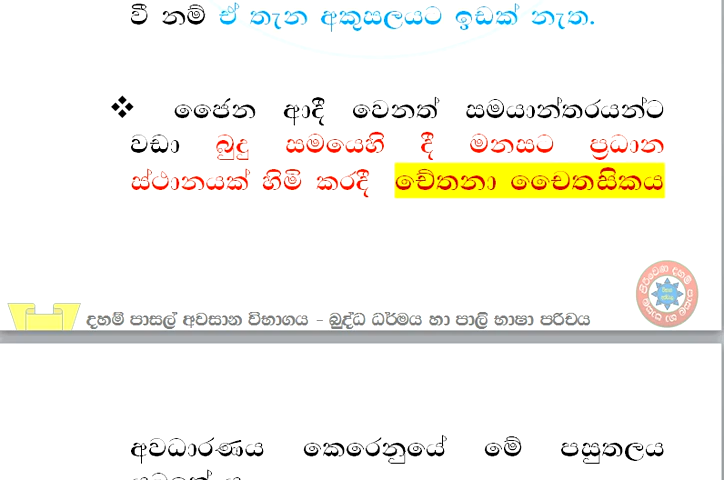 වී නම් ඒ තැන අකුසලයට ඉඩක් නැත.
❖ ජෛන ආදී වෙනත් සමයාන්තරයන්ට
වඩා බුදු සමයෙහි දී මනසට ප්‍රධාන
ස්ථානයක් හිමි කරදී චේතනා චෛතසිකය
දහම් පාසල් අවසාන විභාගය - බුද්ධ ධර්මය හා පාලි භාෂා පරිචය
අවධාරණය කෙරෙනුයේ මේ පසුතලය